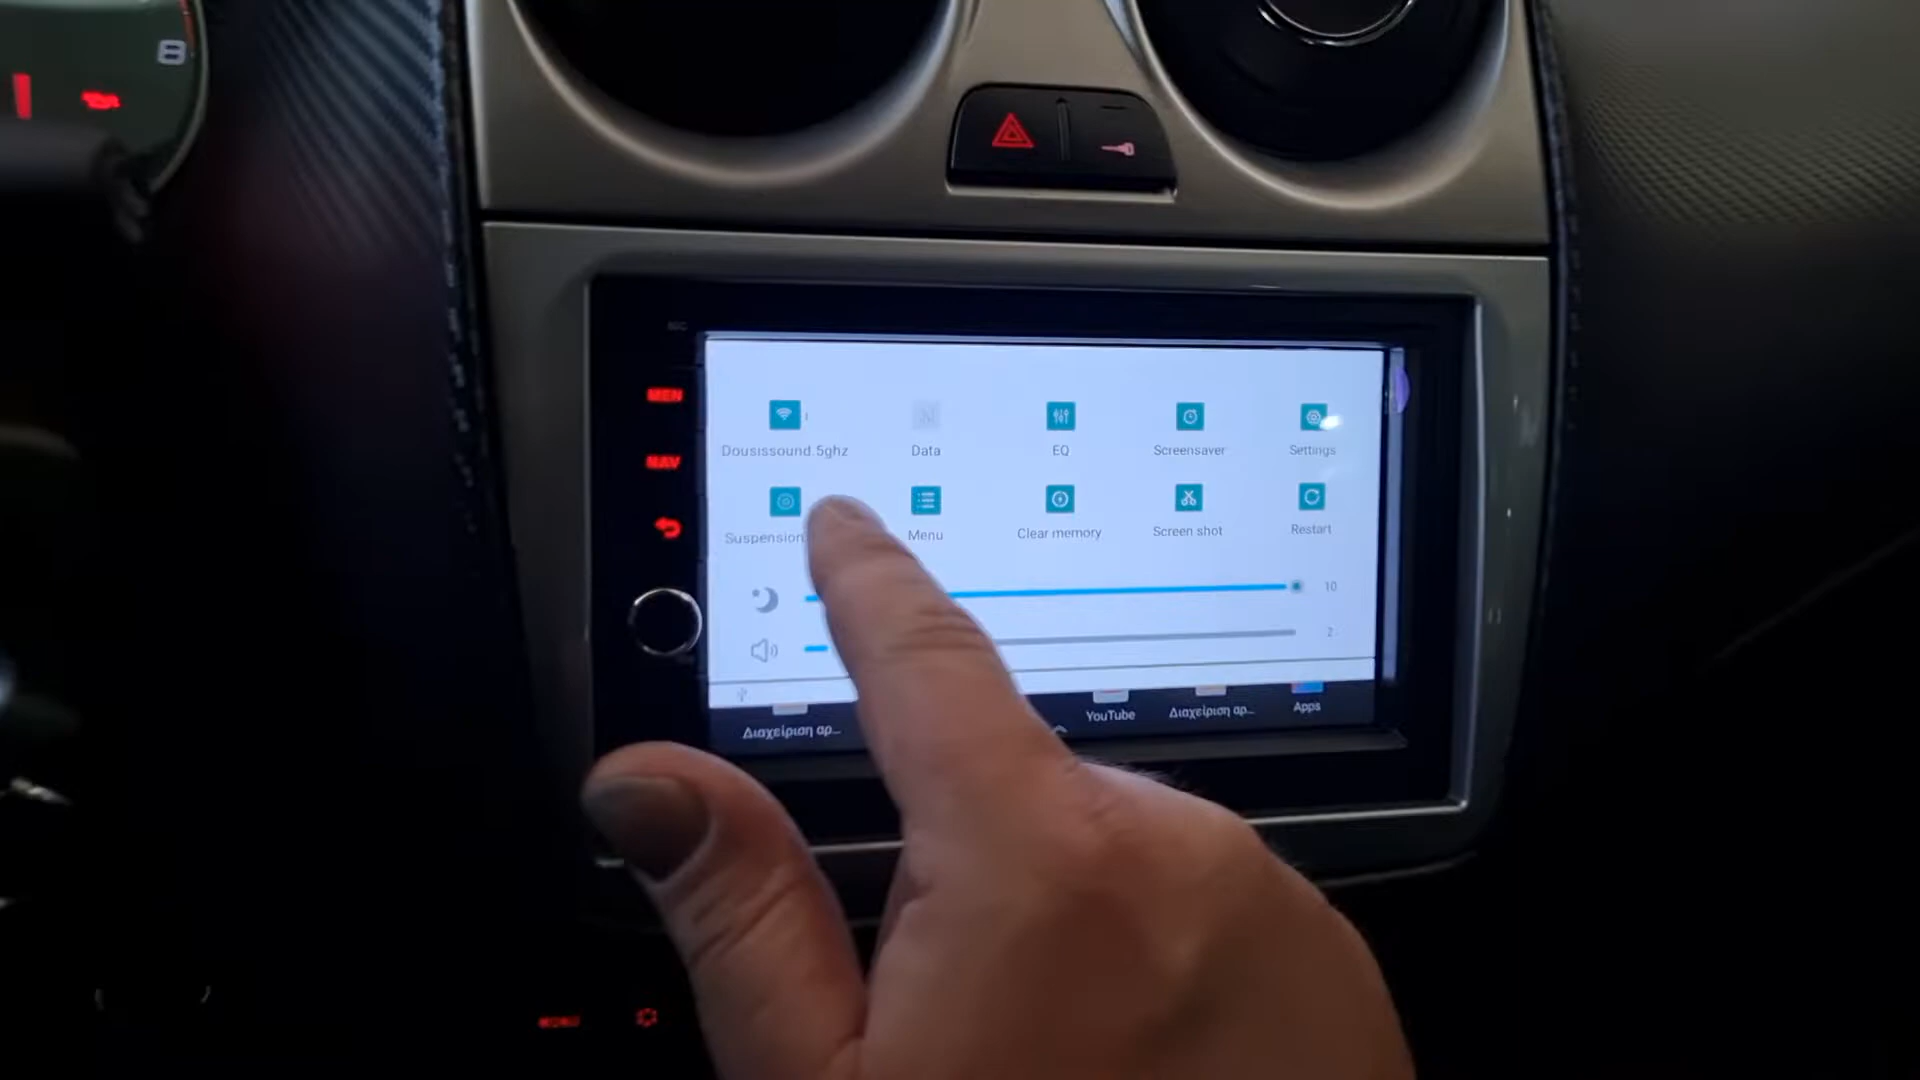 8
MEN
NAV
Dousissound.5ghz
Data
EQ
Screensaver
Settings
Suspension
Menu
Clear memory
Screen shot
Restart
10
2
Διαχείριση αρ...
YouTube
Διαχείριση αρ...
Apps